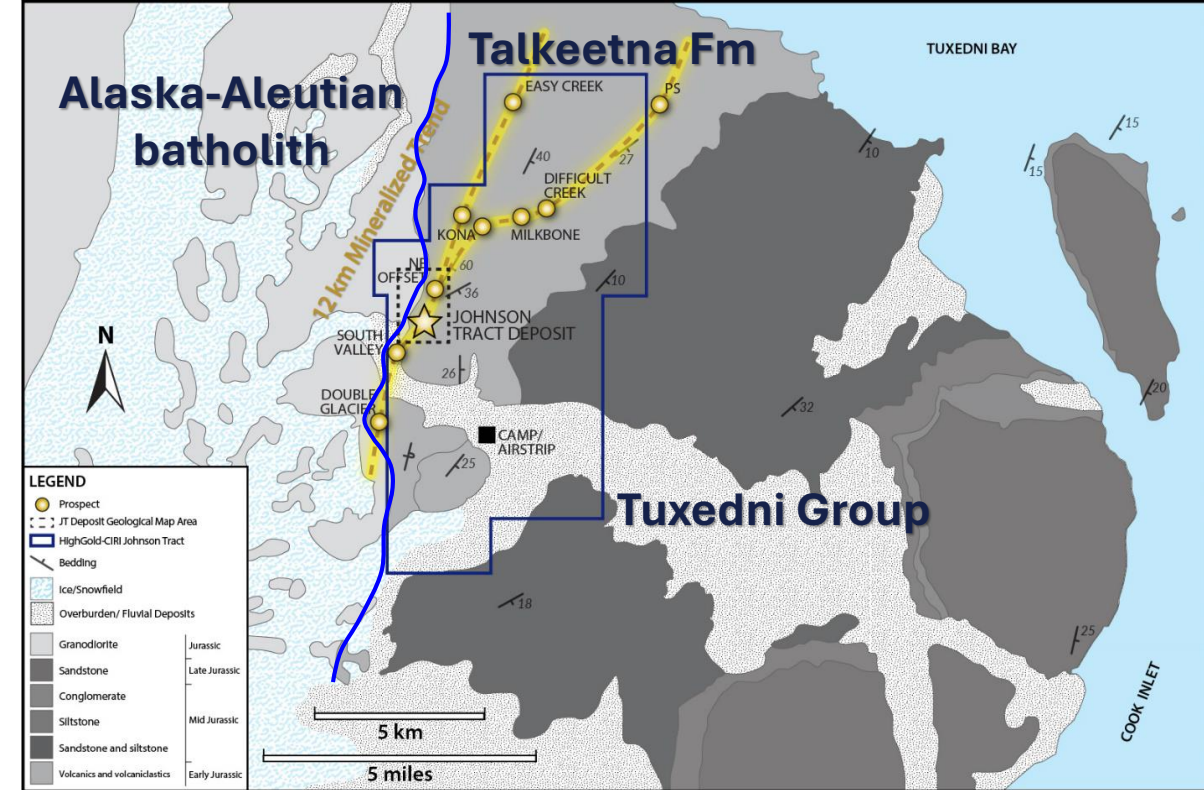 Talkeetna Fm
TUXEDNI BAY
Alaska-Aleutian
batholith
EASY CREEK
PS
12 km Mineralized Trend
40
27
10
15
15
DIFFICULT
CREEK
KONA
MILKBONE
NE
OFFSET
60
36
10
JOHNSON
TRACT DEPOSIT
N
SOUTH
VALLEY
26
20
DOUBLE
GLACIER
32
CAMP/
AIRSTRIP
25
Tuxedni Group
18
25
COOK INLET
LEGEND
Prospect
JT Deposit Geological Map Area
HighGold-CIRI Johnson Tract
Bedding
Ice/Snowfield
Overburden/ Fluvial Deposits
Granodiorite Jurassic
Sandstone Late Jurassic
Conglomerate
Siltstone Mid Jurassic
Sandstone and siltstone
Volcanics and volcaniclastics Early Jurassic
5 km
5 miles